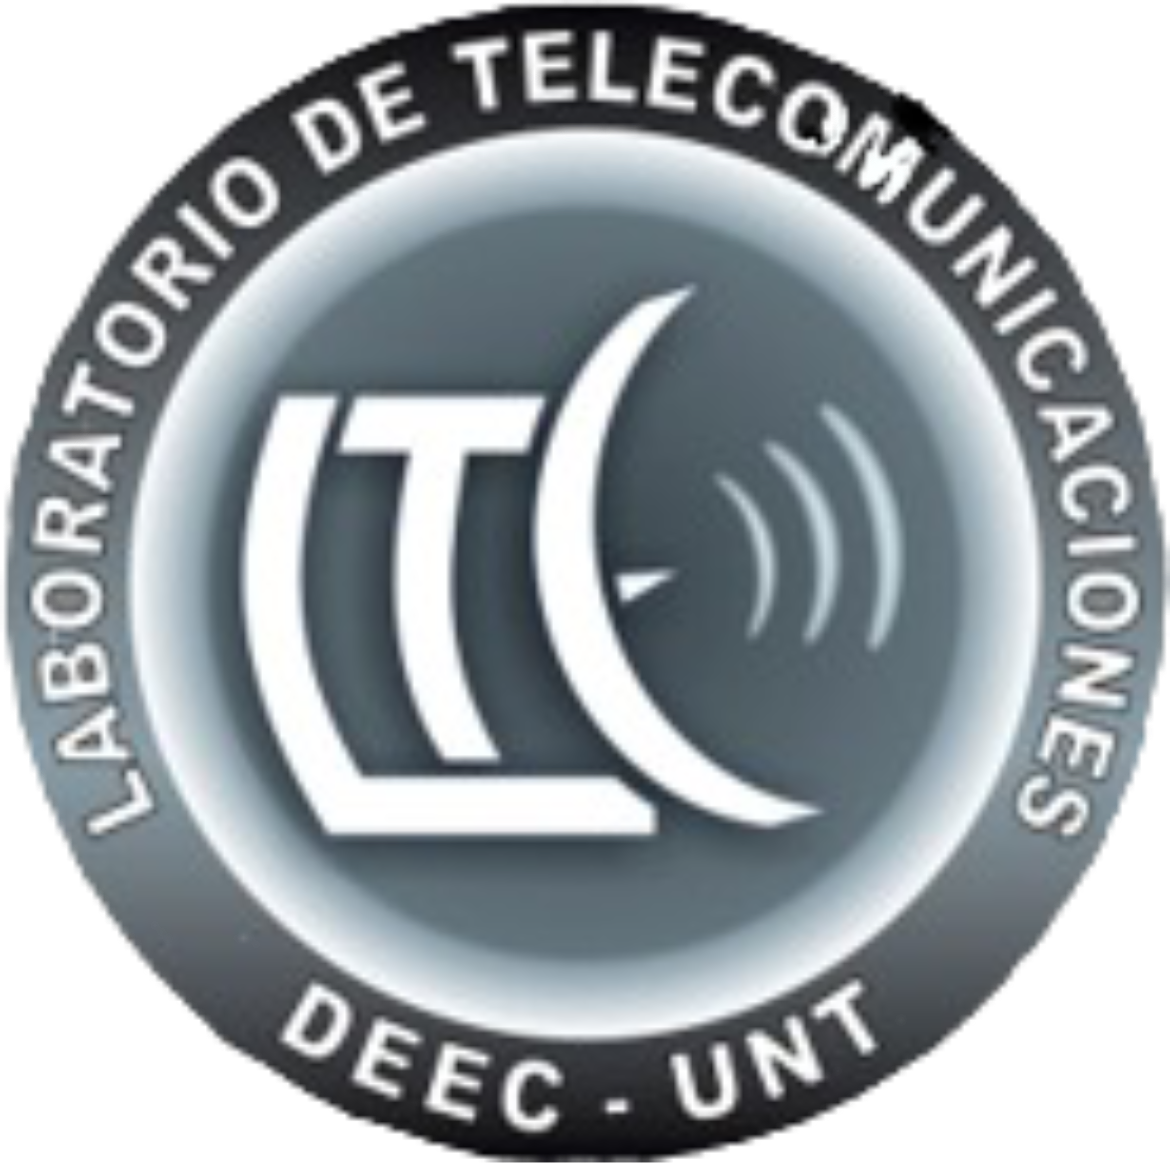 LABORATORIO DE TELECOMUNICACIONES
LTC
DEEC - UNT